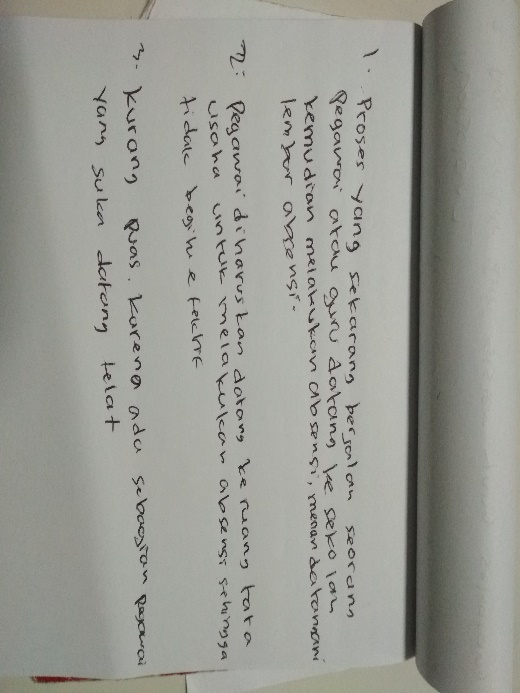 1. Proses yang sekarang berjalan seorang
Pegawai atau guru datang ke sekolah
kemudian melakukan absensi, menandatangani
lembar absensi.
2. Pegawai diharuskan datang ke ruang tata
usaha untuk melakukan absensi sehingga
tidak begitu efektif
3. Kurang puas. karena ada sebagian pegawai
yang suka datang telat